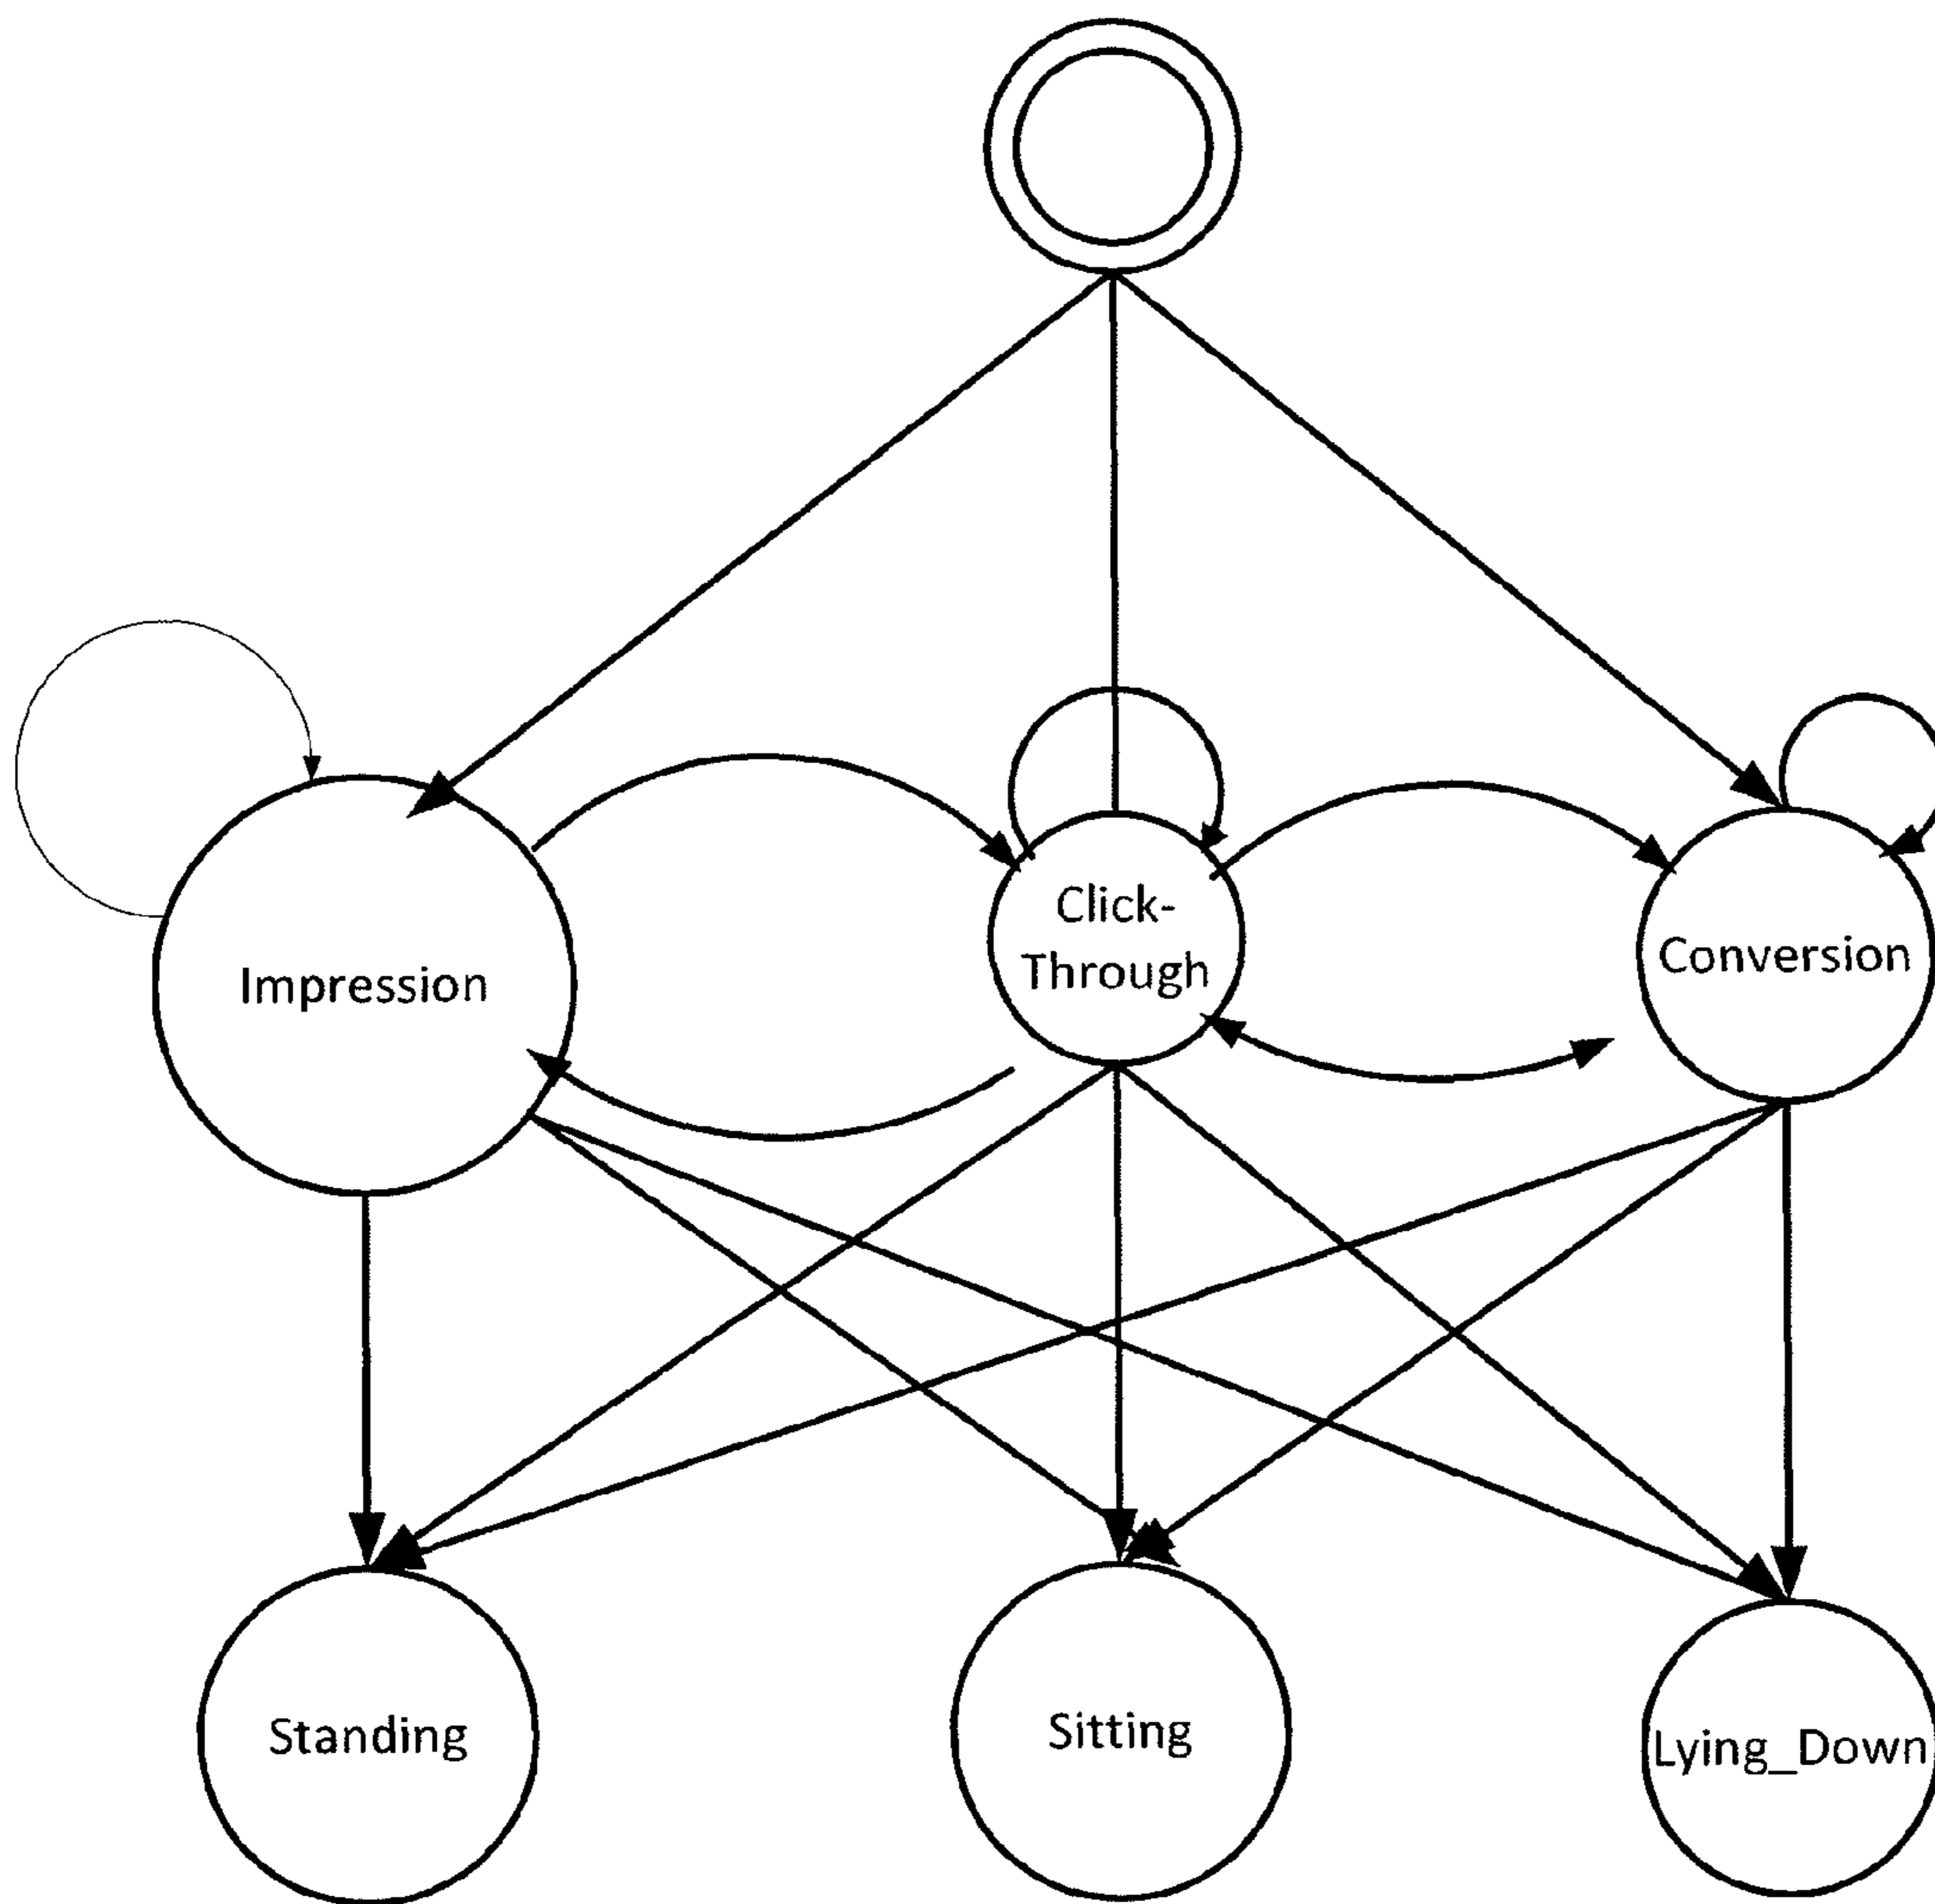 Click-
Through
Impression
Conversion
Standing
Sitting
Lying_Down